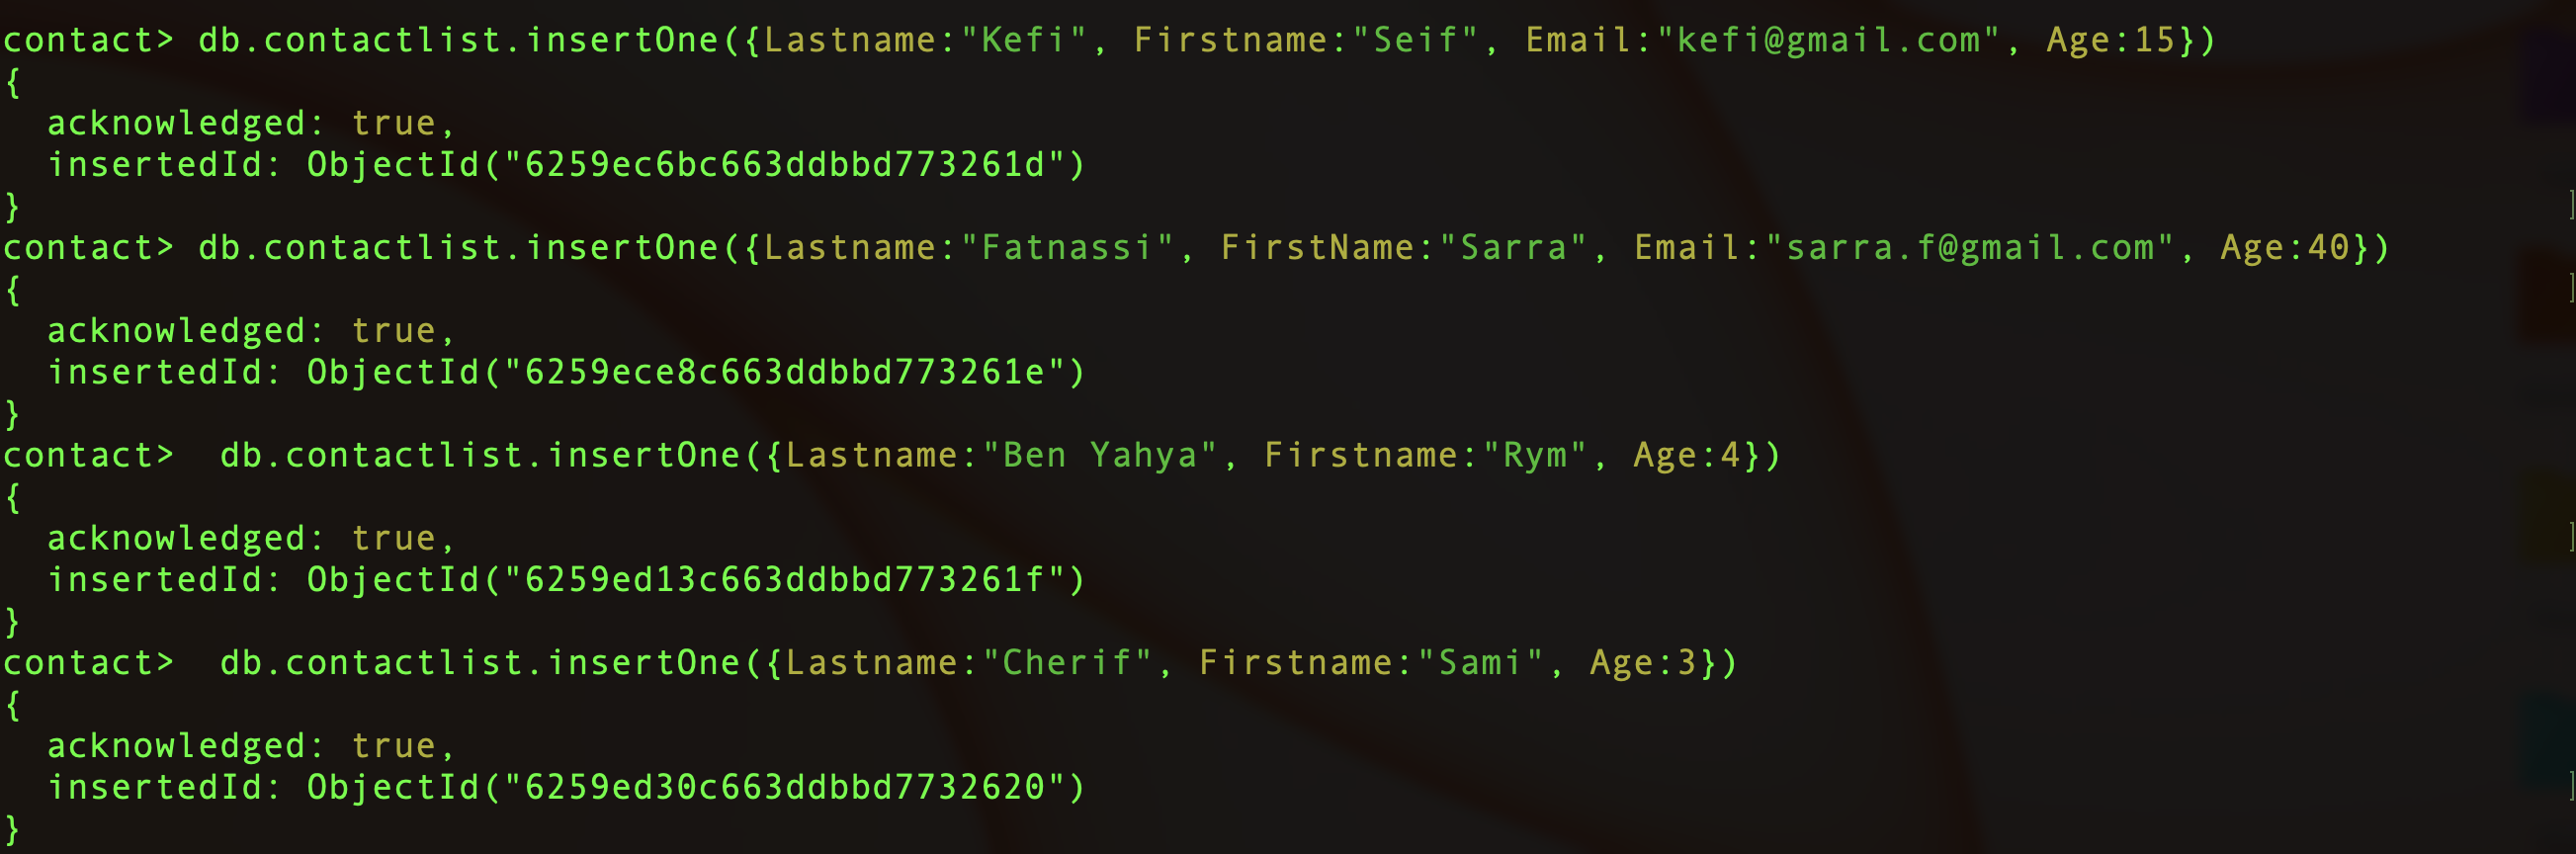 contact> db.contactlist.insertOne({Lastname:"Kefi", Firstname:"Seif", Email:"kefi@gmail.com", Age:15})
{
  acknowledged: true,
  insertedId: ObjectId("6259ec6bc663ddbbd773261d")
}
contact> db.contactlist.insertOne({Lastname:"Fatnassi", FirstName:"Sarra", Email:"sarra.f@gmail.com", Age:40})
{
  acknowledged: true,
  insertedId: ObjectId("6259ece8c663ddbbd773261e")
}
contact>  db.contactlist.insertOne({Lastname:"Ben Yahya", Firstname:"Rym", Age:4})
{
  acknowledged: true,
  insertedId: ObjectId("6259ed13c663ddbbd773261f")
}
contact>  db.contactlist.insertOne({Lastname:"Cherif", Firstname:"Sami", Age:3})
{
  acknowledged: true,
  insertedId: ObjectId("6259ed30c663ddbbd7732620")
}